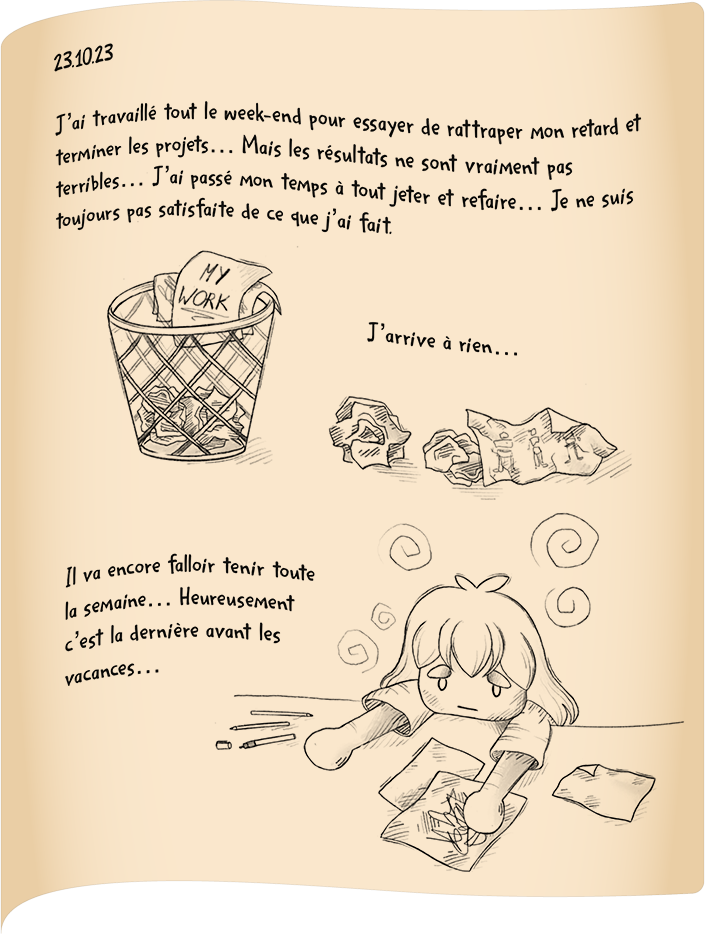 23.10.23
J'ai travaillé tout le week-end pour essayer de rattraper mon retard et
terminer les projets... Mais les résultats ne sont vraiment pas
terribles... J'ai passé mon temps à tout jeter et refaire... Je ne suis
toujours pas satisfaite de ce que j'ai fait.
MY
WORK
J'arrive à rien...
Il va encore falloir tenir toute
la semaine... Heureusement
c'est la dernière avant les
vacances...